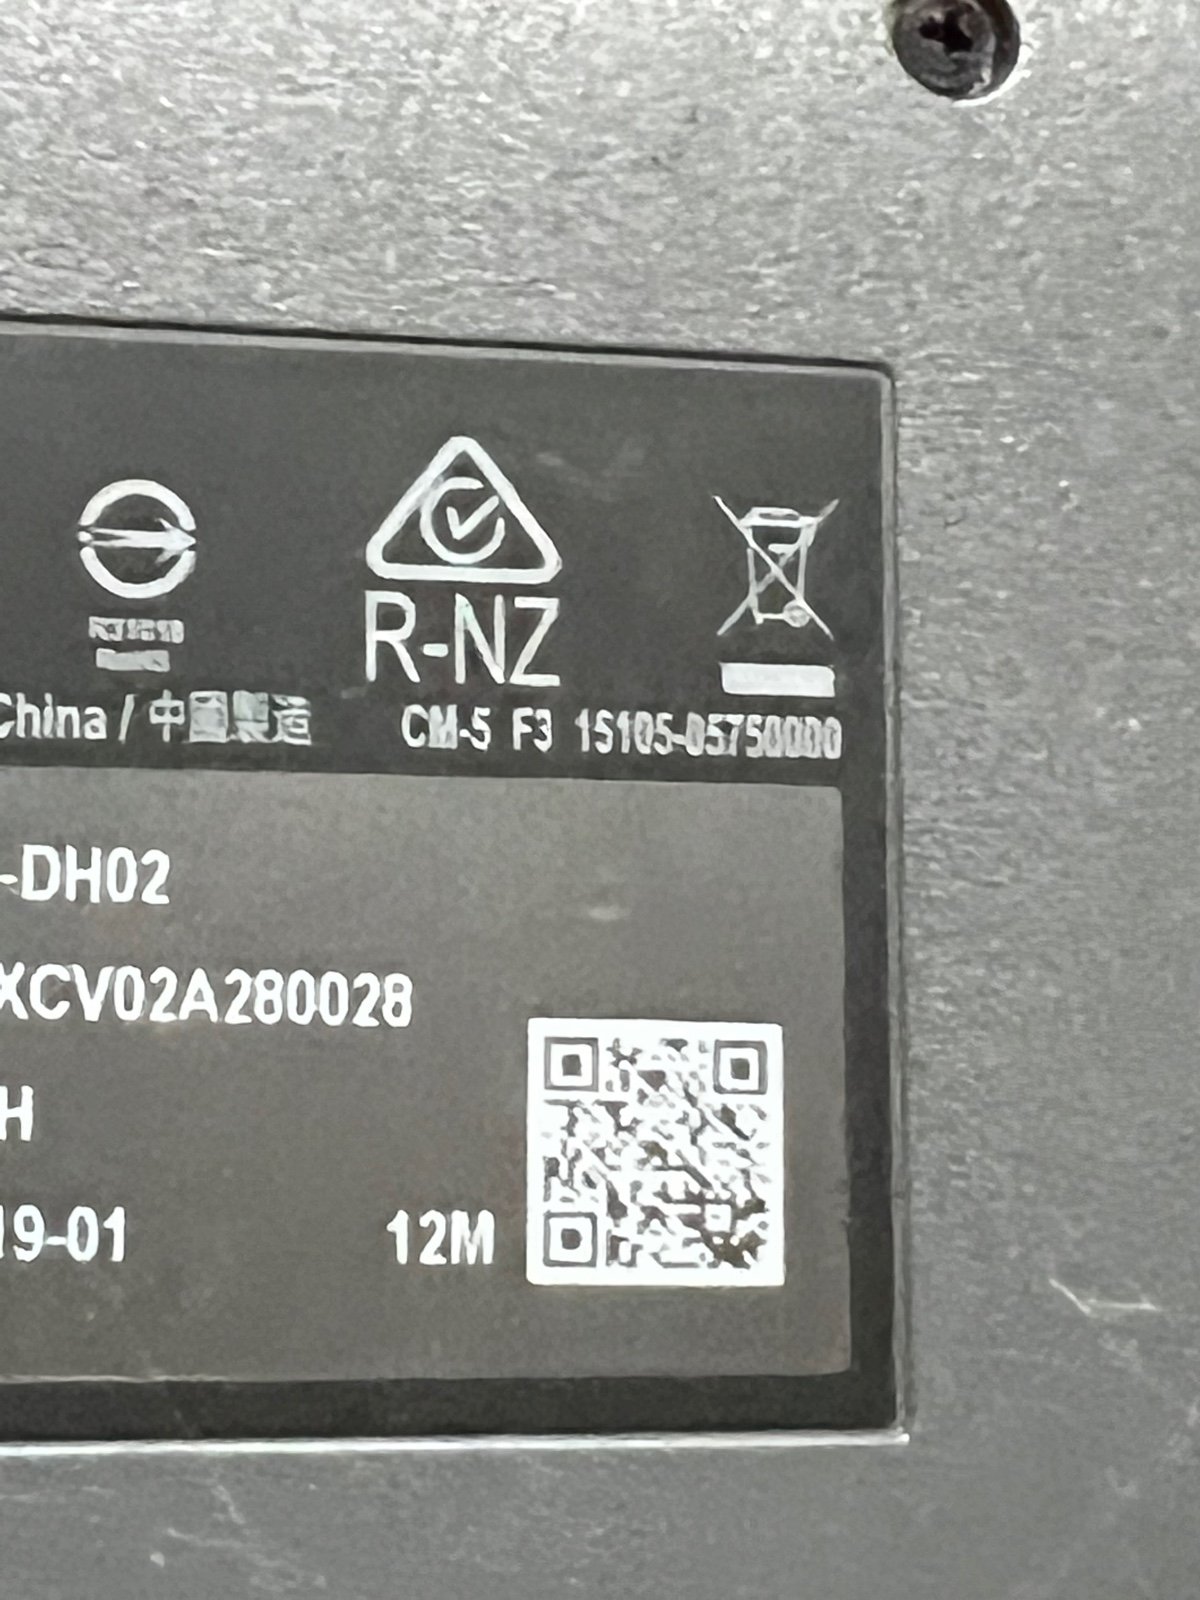 R-NZ
China / 中國製造
CM-5 F3 15105-05750000
-DH02
XCV02A280028
H
19-01
12M